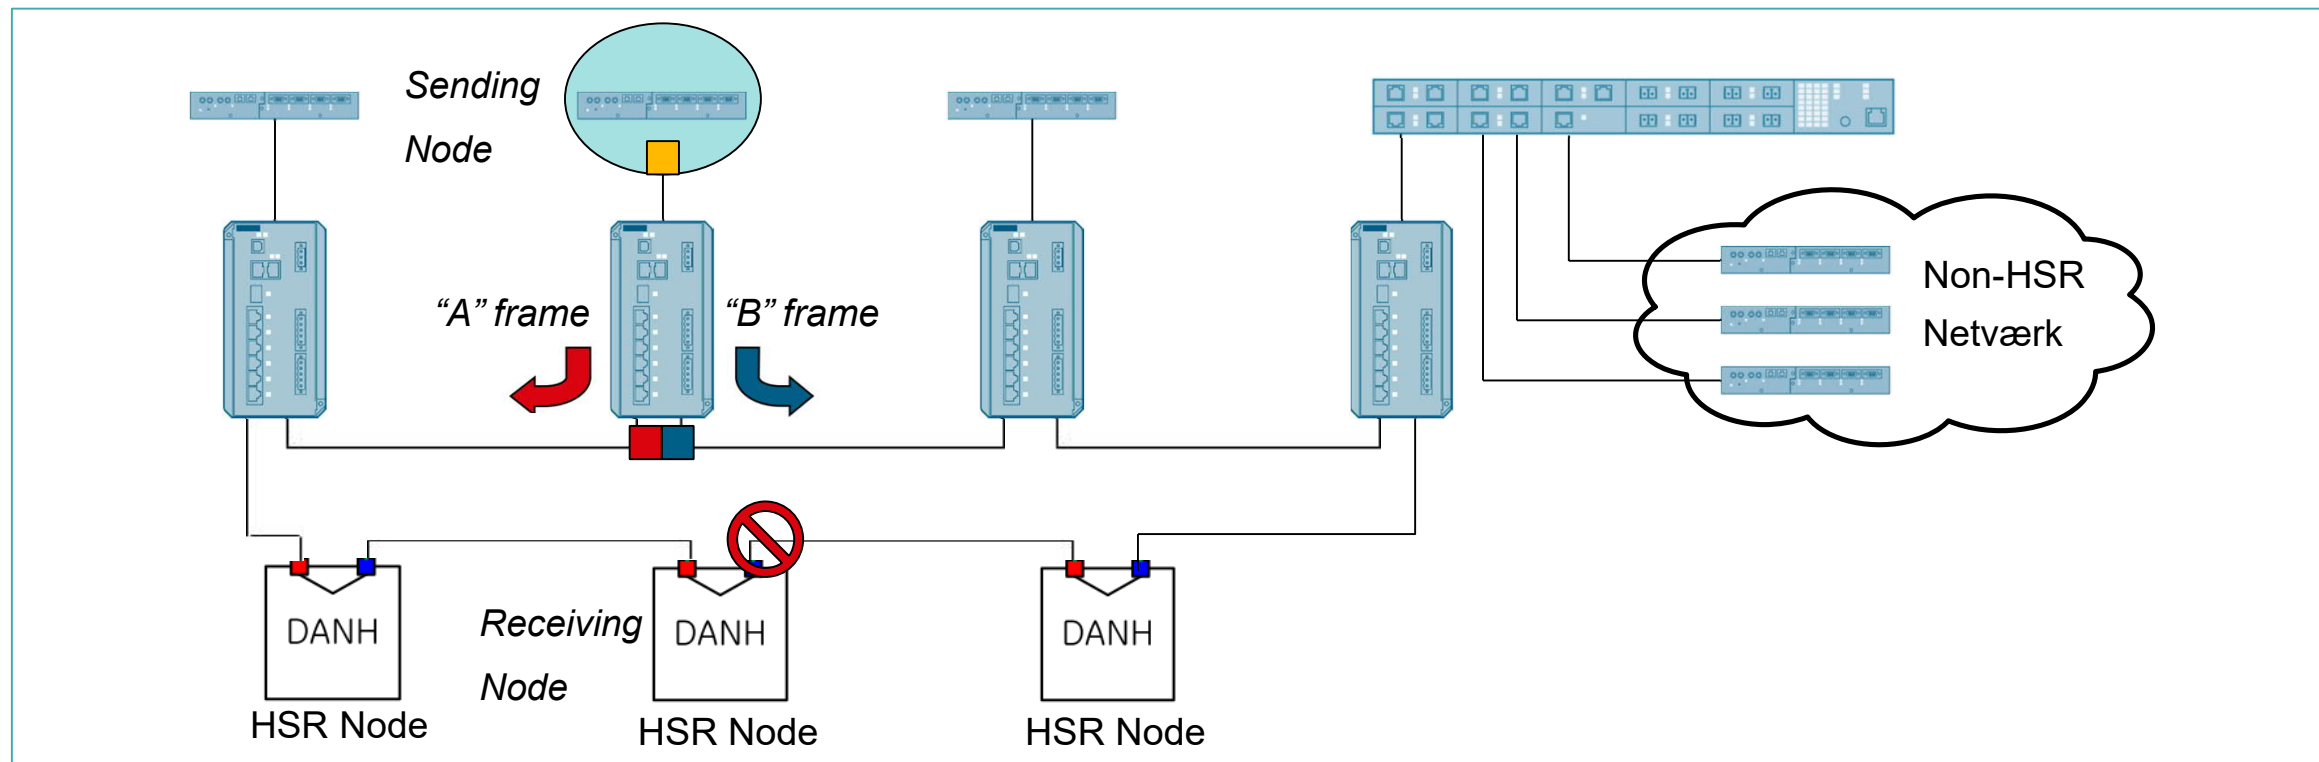 Sending
Node
“A” frame
“B” frame
Non-HSR
Netværk
DANH
HSR Node
Receiving
Node
DANH
HSR Node
DANH
HSR Node